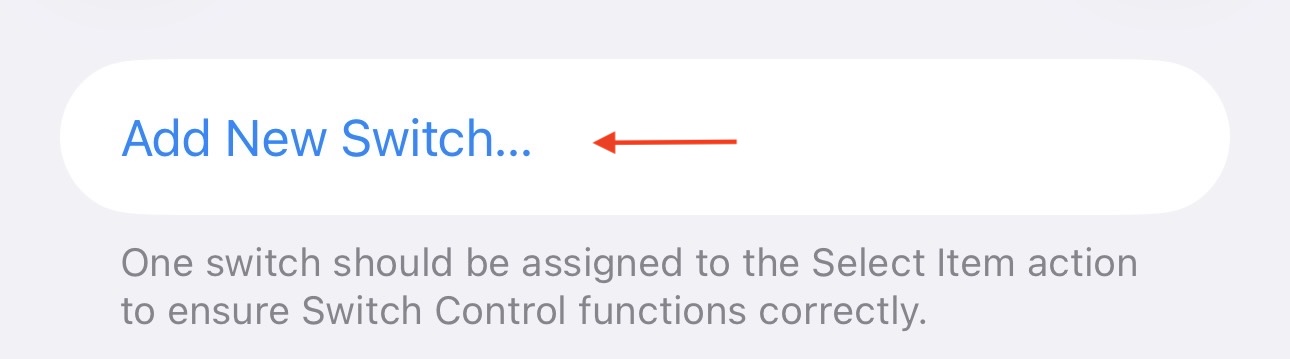 Add New Switch...
One switch should be assigned to the Select Item action
to ensure Switch Control functions correctly.